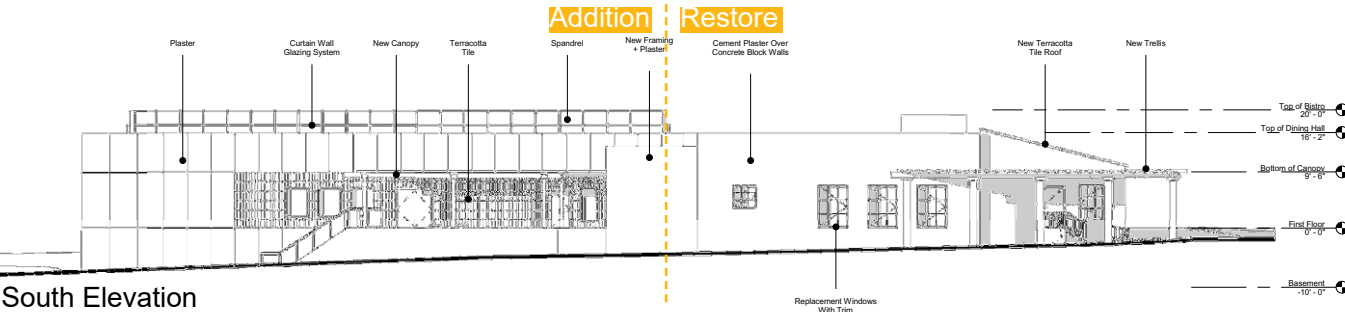 Addition Restore
Plaster
Curtain Wall
Glazing System
New Canopy
Terracotta
Tile
Spandrel
New Framing
+ Plaster
Cement Plaster Over
Concrete Block Walls
New Terracotta
Tile Roof
New Trellis
Top of Bistro
20' - 0"
Top of Dining Hall
16' - 2"
Bottom of Canopy
9' - 6"
First Floor
0' - 0"
Basement
-10' - 0"
South Elevation
Replacement Windows
With Trim